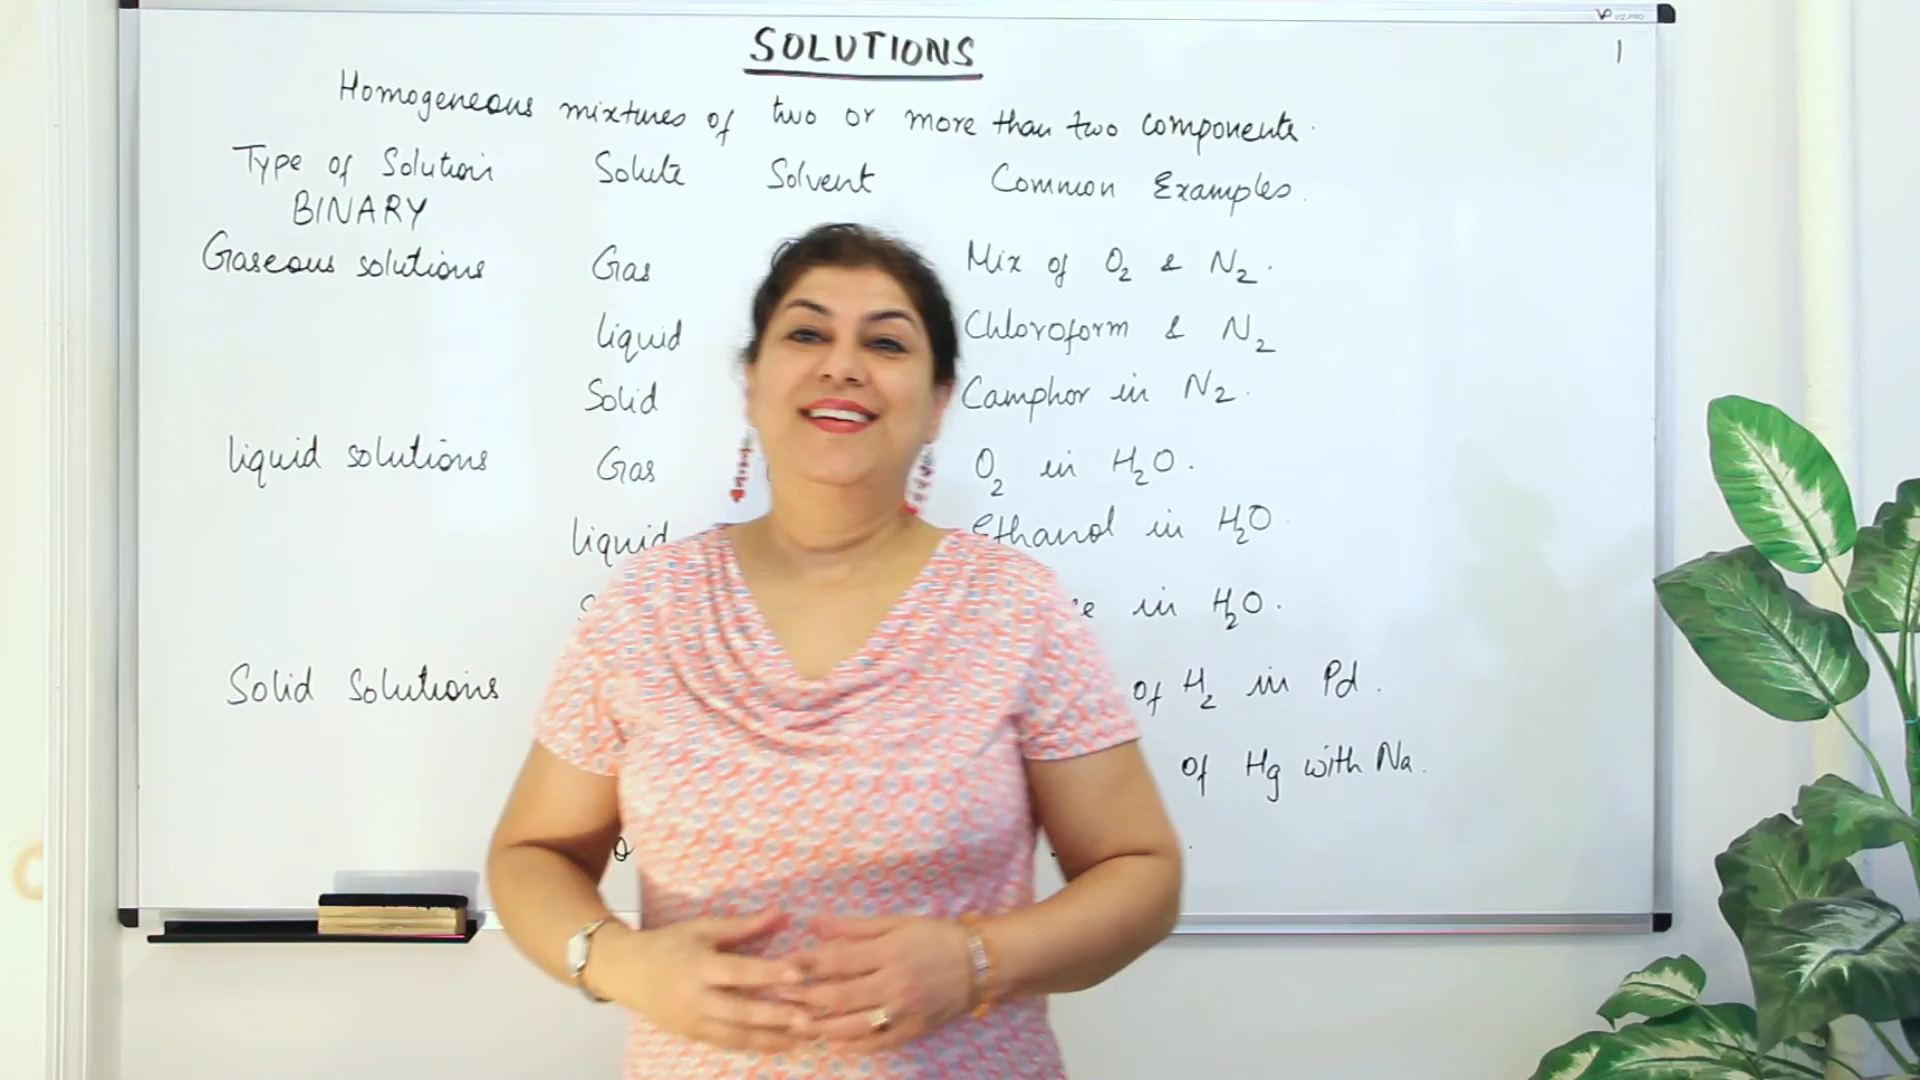 VIZ-PRO
SOLUTIONS
1
Homogeneous mixtures of two or more than two components.
Type of Solution Solute Solvent Common Examples.
BINARY
Gaseous solutions Gas Mix of O₂ & N₂.
liquid Chloroform & N₂
Solid Camphor in N₂.
liquid solutions Gas O₂ in H₂O.
liquid Ethanol in H₂O
in H₂O.
Solid Solutions of H₂ in Pd.
of Hg with Na.